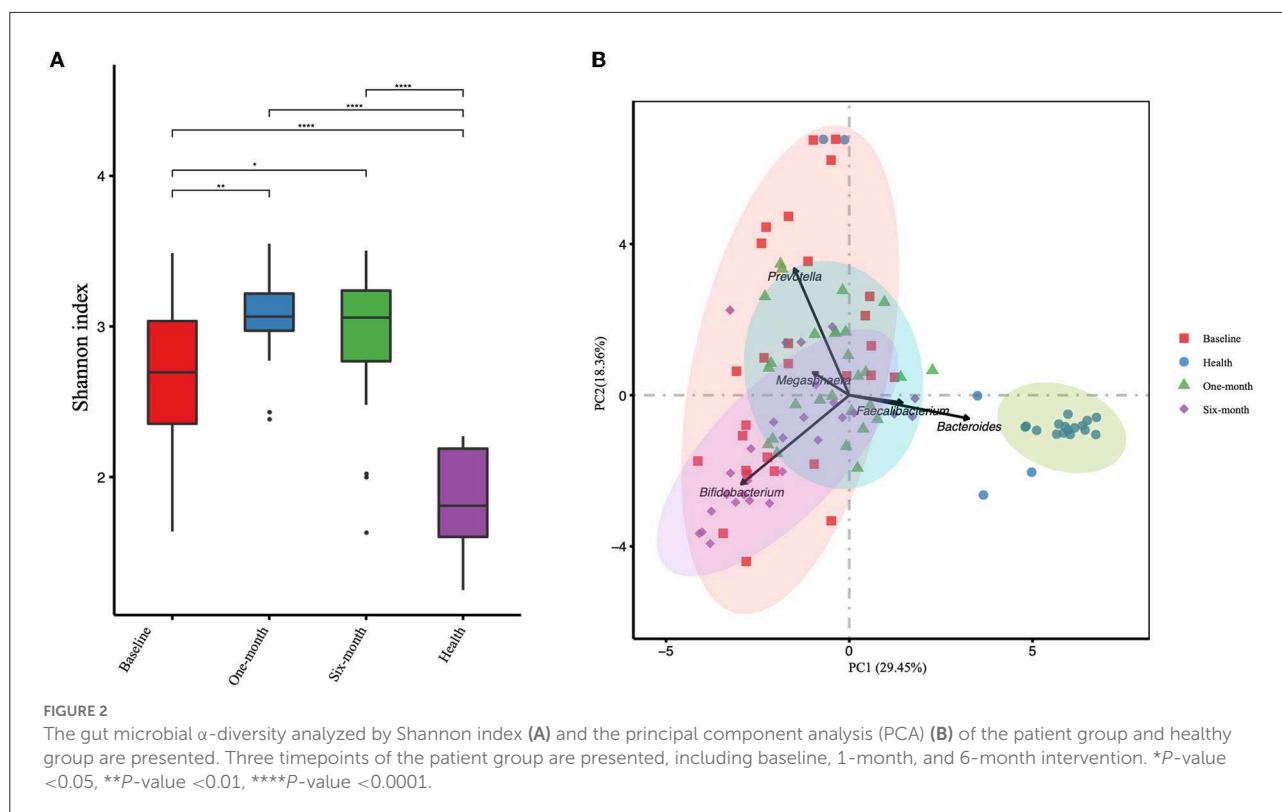 A
B
****
****
****
*
**
4
3
2
Shannon index
Baseline
One-month
Six-month
Health
4
0
-4
PC2(18.36%)
Prevotella
Megasphaera
Faecalibacterium
Bacteroides
Bifidobacterium
-5
0
5
PC1 (29.45%)
Baseline
Health
One-month
Six-month
FIGURE 2
The gut microbial α-diversity analyzed by Shannon index (A) and the principal component analysis (PCA) (B) of the patient group and healthy
group are presented. Three timepoints of the patient group are presented, including baseline, 1-month, and 6-month intervention. *P-value
<0.05, **P-value <0.01, ****P-value <0.0001.